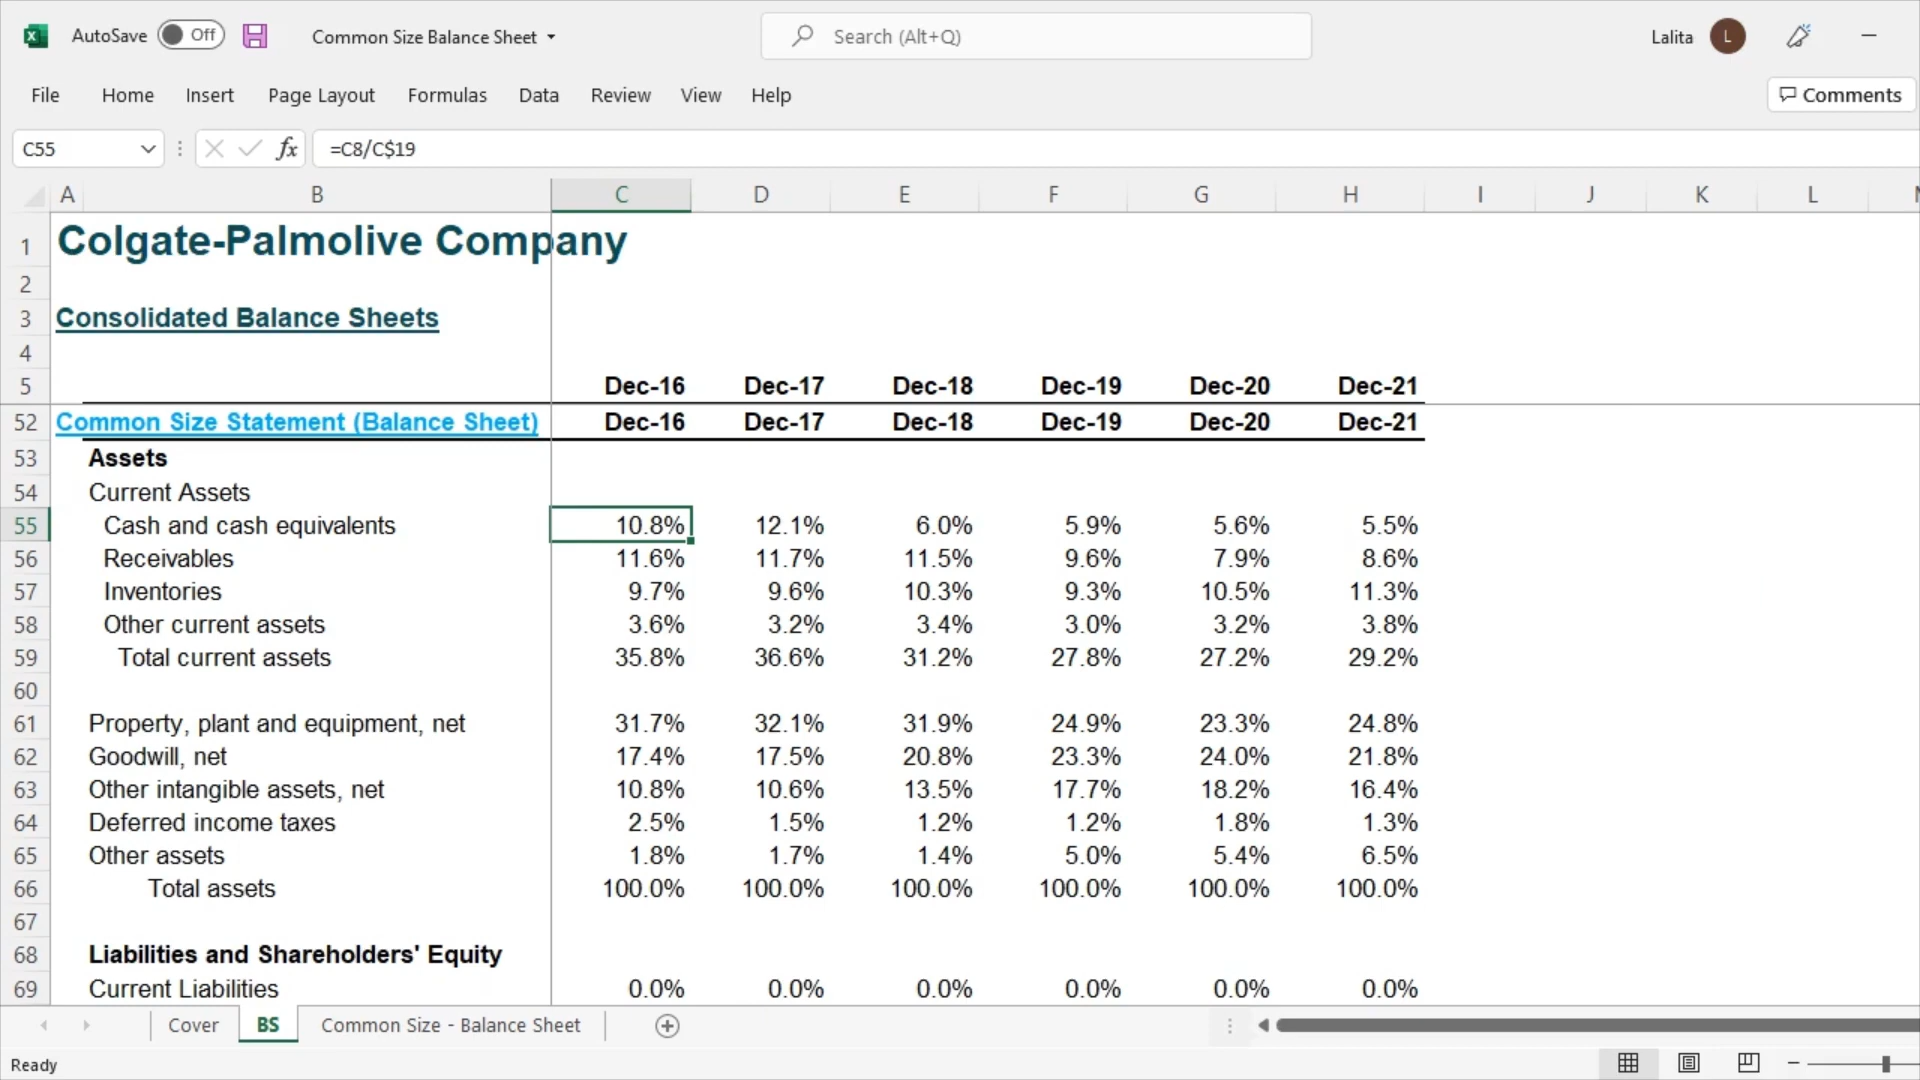 AutoSave Off Common Size Balance Sheet Search (Alt+Q) Lalita L
File Home Insert Page Layout Formulas Data Review View Help Comments
C55 fx =C8/C$19
A B C D E F G H I J K L
1 Colgate-Palmolive Company
2
3 Consolidated Balance Sheets
4
5 Dec-16 Dec-17 Dec-18 Dec-19 Dec-20 Dec-21
52 Common Size Statement (Balance Sheet) Dec-16 Dec-17 Dec-18 Dec-19 Dec-20 Dec-21
53 Assets
54 Current Assets
55 Cash and cash equivalents 10.8% 12.1% 6.0% 5.9% 5.6% 5.5%
56 Receivables 11.6% 11.7% 11.5% 9.6% 7.9% 8.6%
57 Inventories 9.7% 9.6% 10.3% 9.3% 10.5% 11.3%
58 Other current assets 3.6% 3.2% 3.4% 3.0% 3.2% 3.8%
59 Total current assets 35.8% 36.6% 31.2% 27.8% 27.2% 29.2%
60
61 Property, plant and equipment, net 31.7% 32.1% 31.9% 24.9% 23.3% 24.8%
62 Goodwill, net 17.4% 17.5% 20.8% 23.3% 24.0% 21.8%
63 Other intangible assets, net 10.8% 10.6% 13.5% 17.7% 18.2% 16.4%
64 Deferred income taxes 2.5% 1.5% 1.2% 1.2% 1.8% 1.3%
65 Other assets 1.8% 1.7% 1.4% 5.0% 5.4% 6.5%
66 Total assets 100.0% 100.0% 100.0% 100.0% 100.0% 100.0%
67
68 Liabilities and Shareholders' Equity
69 Current Liabilities 0.0% 0.0% 0.0% 0.0% 0.0% 0.0%
Cover BS Common Size - Balance Sheet
Ready